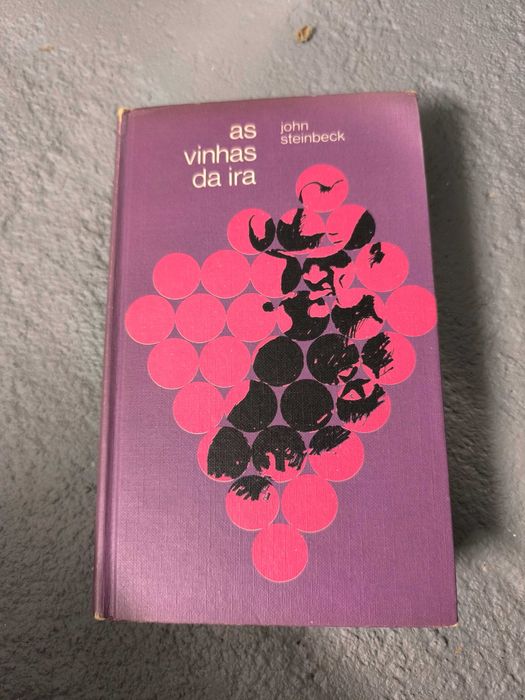 as
vinhas
da ira
john
steinbeck